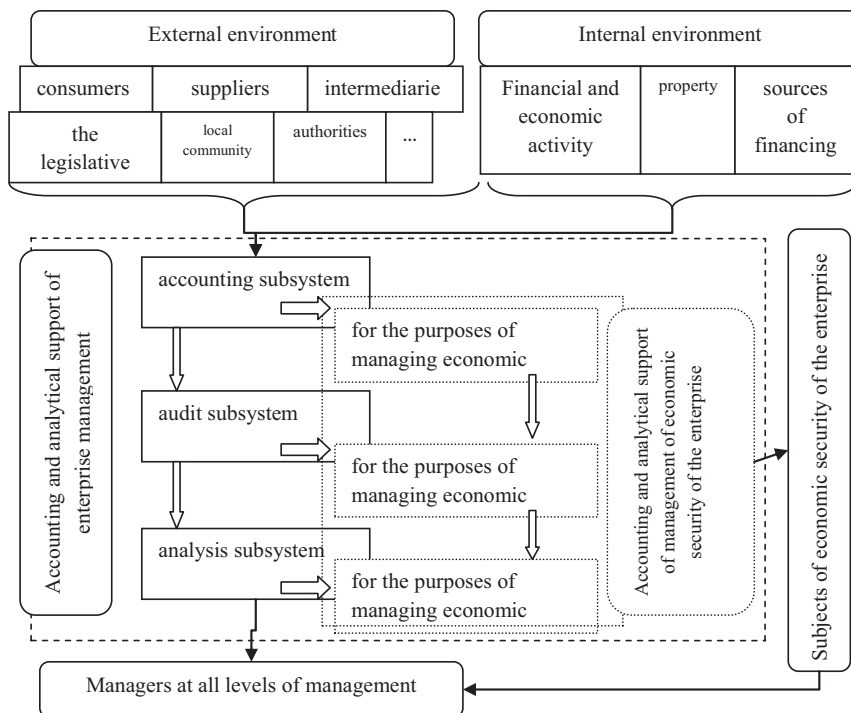 External environment
Internal environment
consumers
suppliers
intermediarie
the
legislative
local
community
authorities
...
Financial and
economic
activity
property
sources
of
financing
Accounting and analytical support of
enterprise management
accounting subsystem
for the purposes of
managing economic
audit subsystem
for the purposes of
managing economic
analysis subsystem
for the purposes of
managing economic
Accounting and analytical support
of management of economic
security of the enterprise
Subjects of economic security of the enterprise
Managers at all levels of management